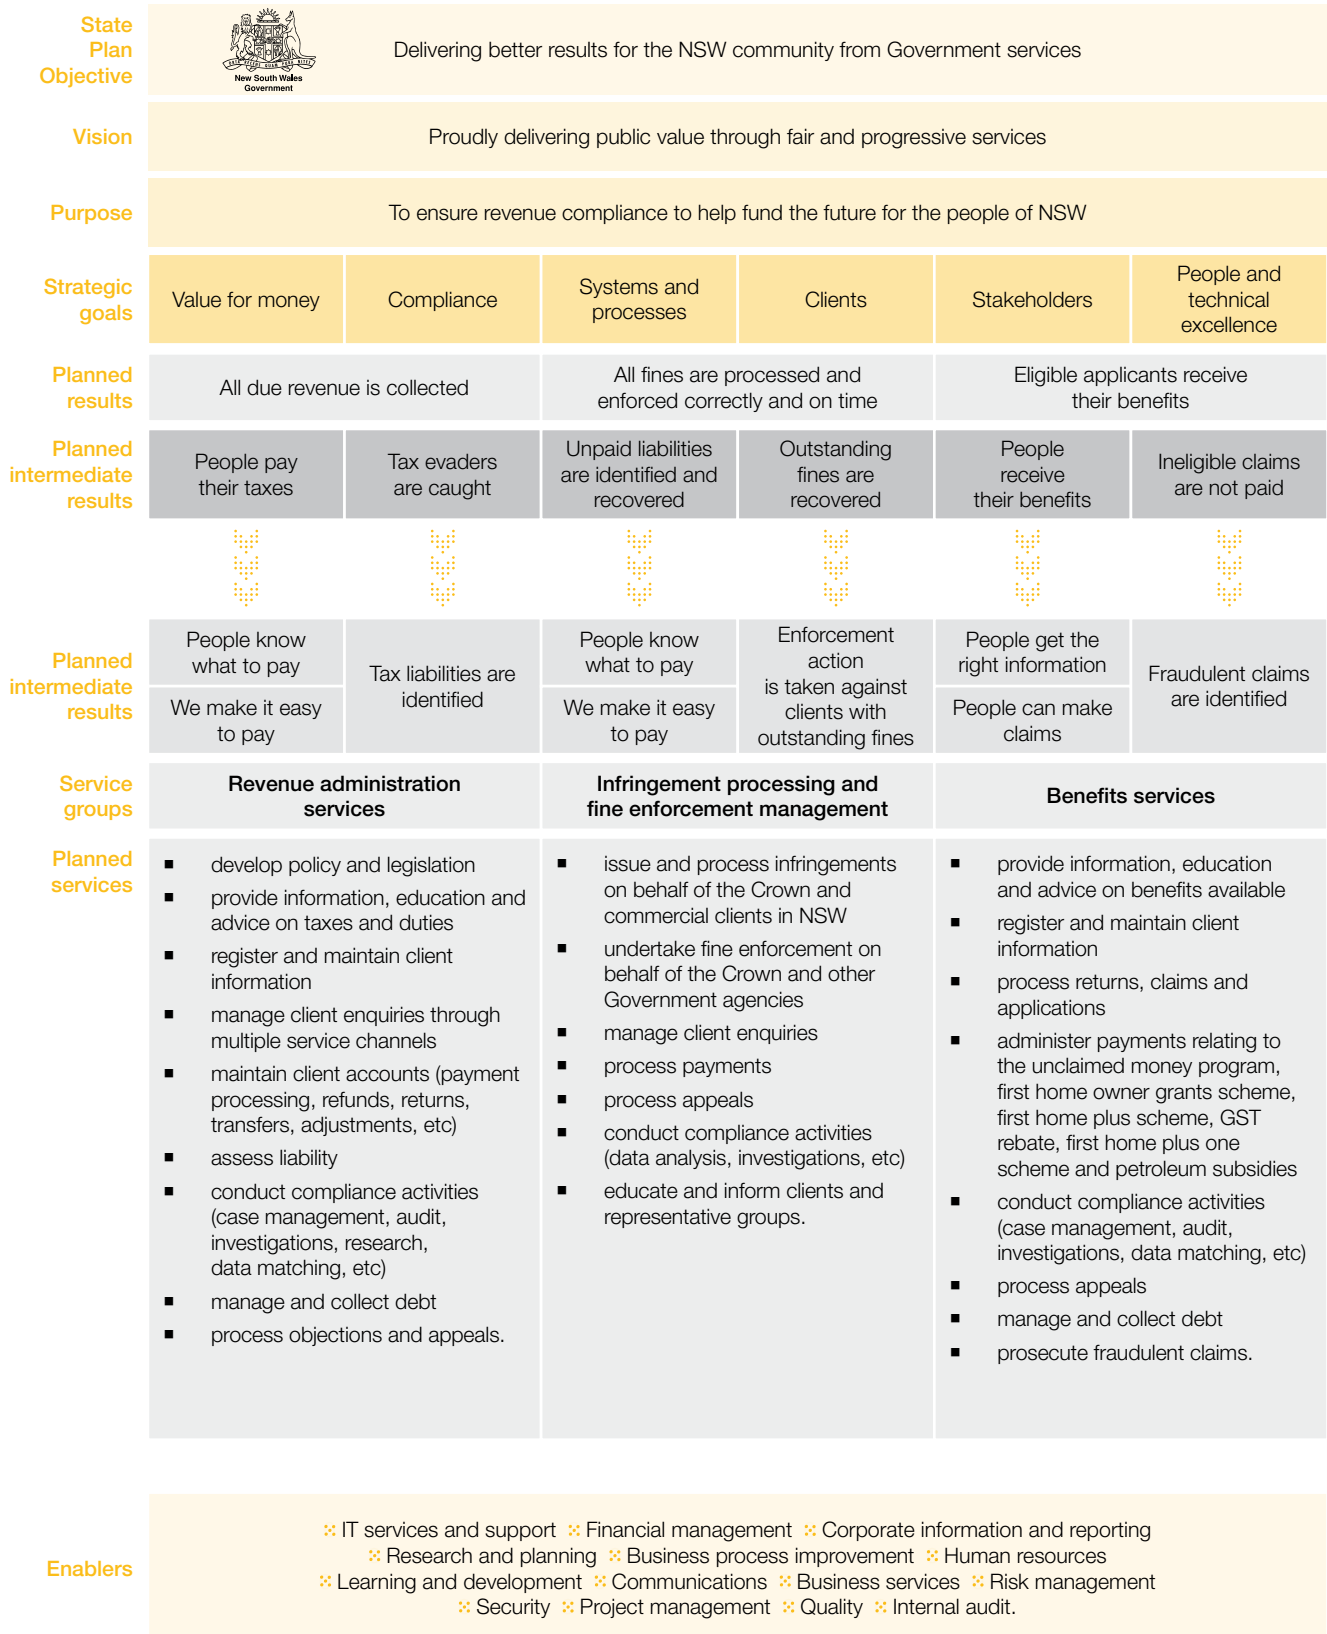 State
Plan
Objective
New South Wales
Government
Delivering better results for the NSW community from Government services
Vision
Proudly delivering public value through fair and progressive services
Purpose
To ensure revenue compliance to help fund the future for the people of NSW
Strategic
goals
Value for money
Compliance
Systems and
processes
Clients
Stakeholders
People and
technical
excellence
Planned
results
All due revenue is collected
All fines are processed and
enforced correctly and on time
Eligible applicants receive
their benefits
Planned
intermediate
results
People pay
their taxes
Tax evaders
are caught
Unpaid liabilities
are identified and
recovered
Outstanding
fines are
recovered
People
receive
their benefits
Ineligible claims
are not paid
Planned
intermediate
results
People know
what to pay
We make it easy
to pay
Tax liabilities are
identified
People know
what to pay
We make it easy
to pay
Enforcement
action
is taken against
clients with
outstanding fines
People get the
right information
People can make
claims
Fraudulent claims
are identified
Service
groups
Revenue administration
services
Infringement processing and
fine enforcement management
Benefits services
Planned
services
▪ develop policy and legislation
▪ provide information, education and
advice on taxes and duties
▪ register and maintain client
information
▪ manage client enquiries through
multiple service channels
▪ maintain client accounts (payment
processing, refunds, returns,
transfers, adjustments, etc)
▪ assess liability
▪ conduct compliance activities
(case management, audit,
investigations, research,
data matching, etc)
▪ manage and collect debt
▪ process objections and appeals.
▪ issue and process infringements
on behalf of the Crown and
commercial clients in NSW
▪ undertake fine enforcement on
behalf of the Crown and other
Government agencies
▪ manage client enquiries
▪ process payments
▪ process appeals
▪ conduct compliance activities
(data analysis, investigations, etc)
▪ educate and inform clients and
representative groups.
▪ provide information, education
and advice on benefits available
▪ register and maintain client
information
▪ process returns, claims and
applications
▪ administer payments relating to
the unclaimed money program,
first home owner grants scheme,
first home plus scheme, GST
rebate, first home plus one
scheme and petroleum subsidies
▪ conduct compliance activities
(case management, audit,
investigations, data matching, etc)
▪ process appeals
▪ manage and collect debt
▪ prosecute fraudulent claims.
Enablers
IT services and support Financial management Corporate information and reporting
Research and planning Business process improvement Human resources
Learning and development Communications Business services Risk management
Security Project management Quality Internal audit.